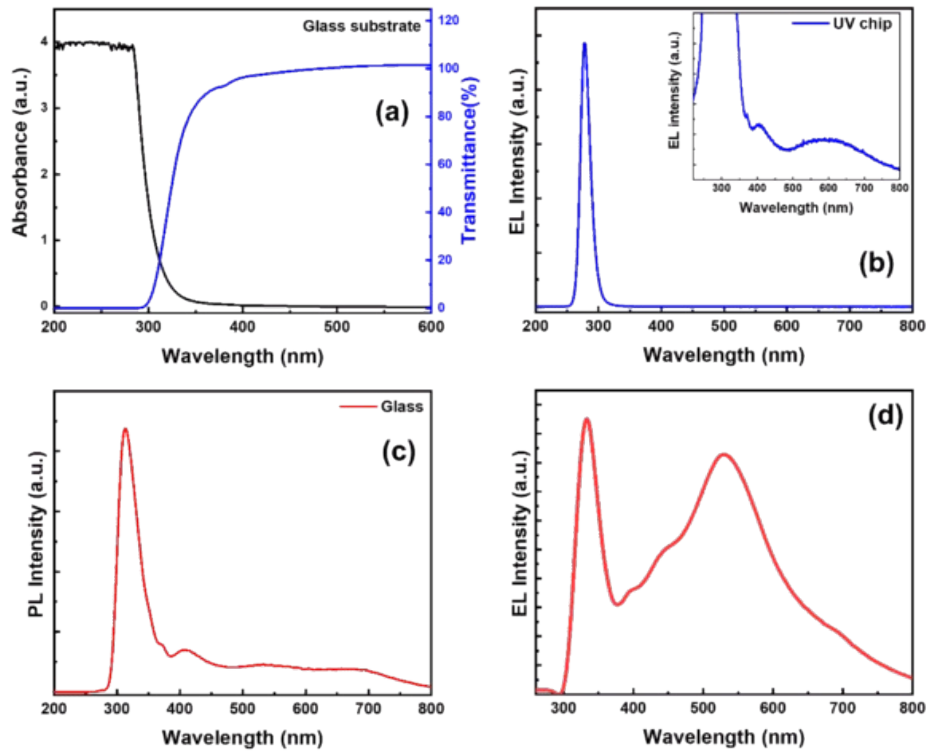 Glass substrate
(a)
Absorbance (a.u.)
4
3
2
1
0
Transmittance(%)
120
100
80
60
40
20
0
200 300 400 500 600
Wavelength (nm)
UV chip
EL intensity (a.u.)
300 400 500 600 700 800
Wavelength (nm)
(b)
EL Intensity (a.u.)
200 300 400 500 600 700 800
Wavelength (nm)
Glass
(c)
PL Intensity (a.u.)
200 300 400 500 600 700 800
Wavelength (nm)
(d)
EL Intensity (a.u.)
300 400 500 600 700 800
Wavelength (nm)